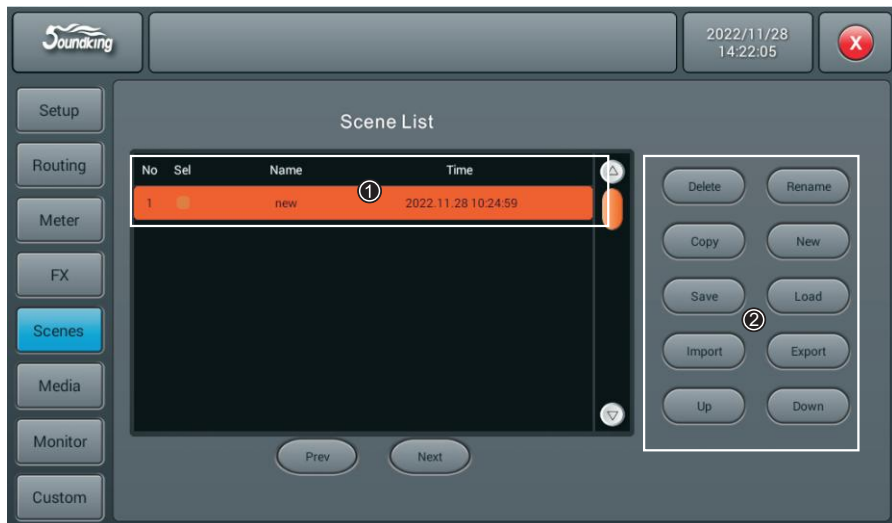 Soundking
2022/11/28
14:22:05
X
Setup
Routing
Meter
FX
Scenes
Media
Monitor
Custom
Scene List
No Sel Name Time
①
1 new 2022.11.28 10:24:59
Prev Next
Delete Rename
Copy New
Save Load
②
Import Export
Up Down